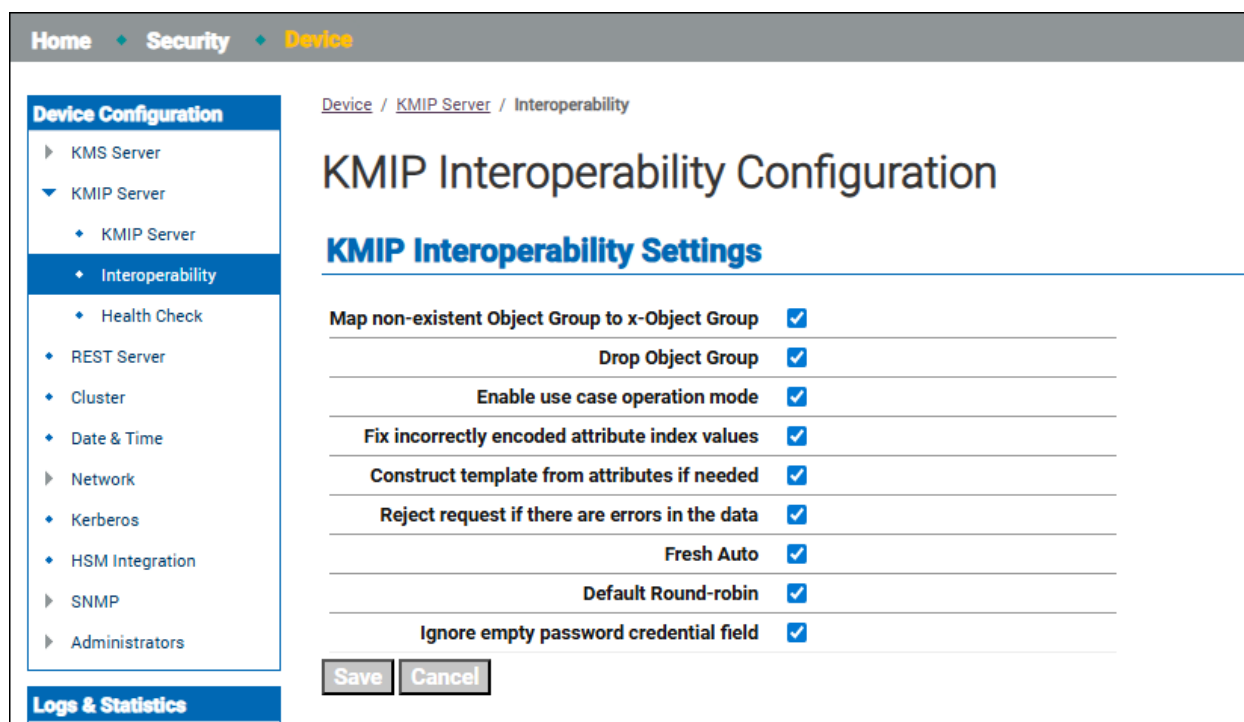 Home Security Device
Device Configuration
KMS Server
KMIP Server
KMIP Server
Interoperability
Health Check
REST Server
Cluster
Date & Time
Network
Kerberos
HSM Integration
SNMP
Administrators
Logs & Statistics
Device / KMIP Server / Interoperability
KMIP Interoperability Configuration
KMIP Interoperability Settings
Map non-existent Object Group to x-Object Group
Drop Object Group
Enable use case operation mode
Fix incorrectly encoded attribute index values
Construct template from attributes if needed
Reject request if there are errors in the data
Fresh Auto
Default Round-robin
Ignore empty password credential field
Save Cancel